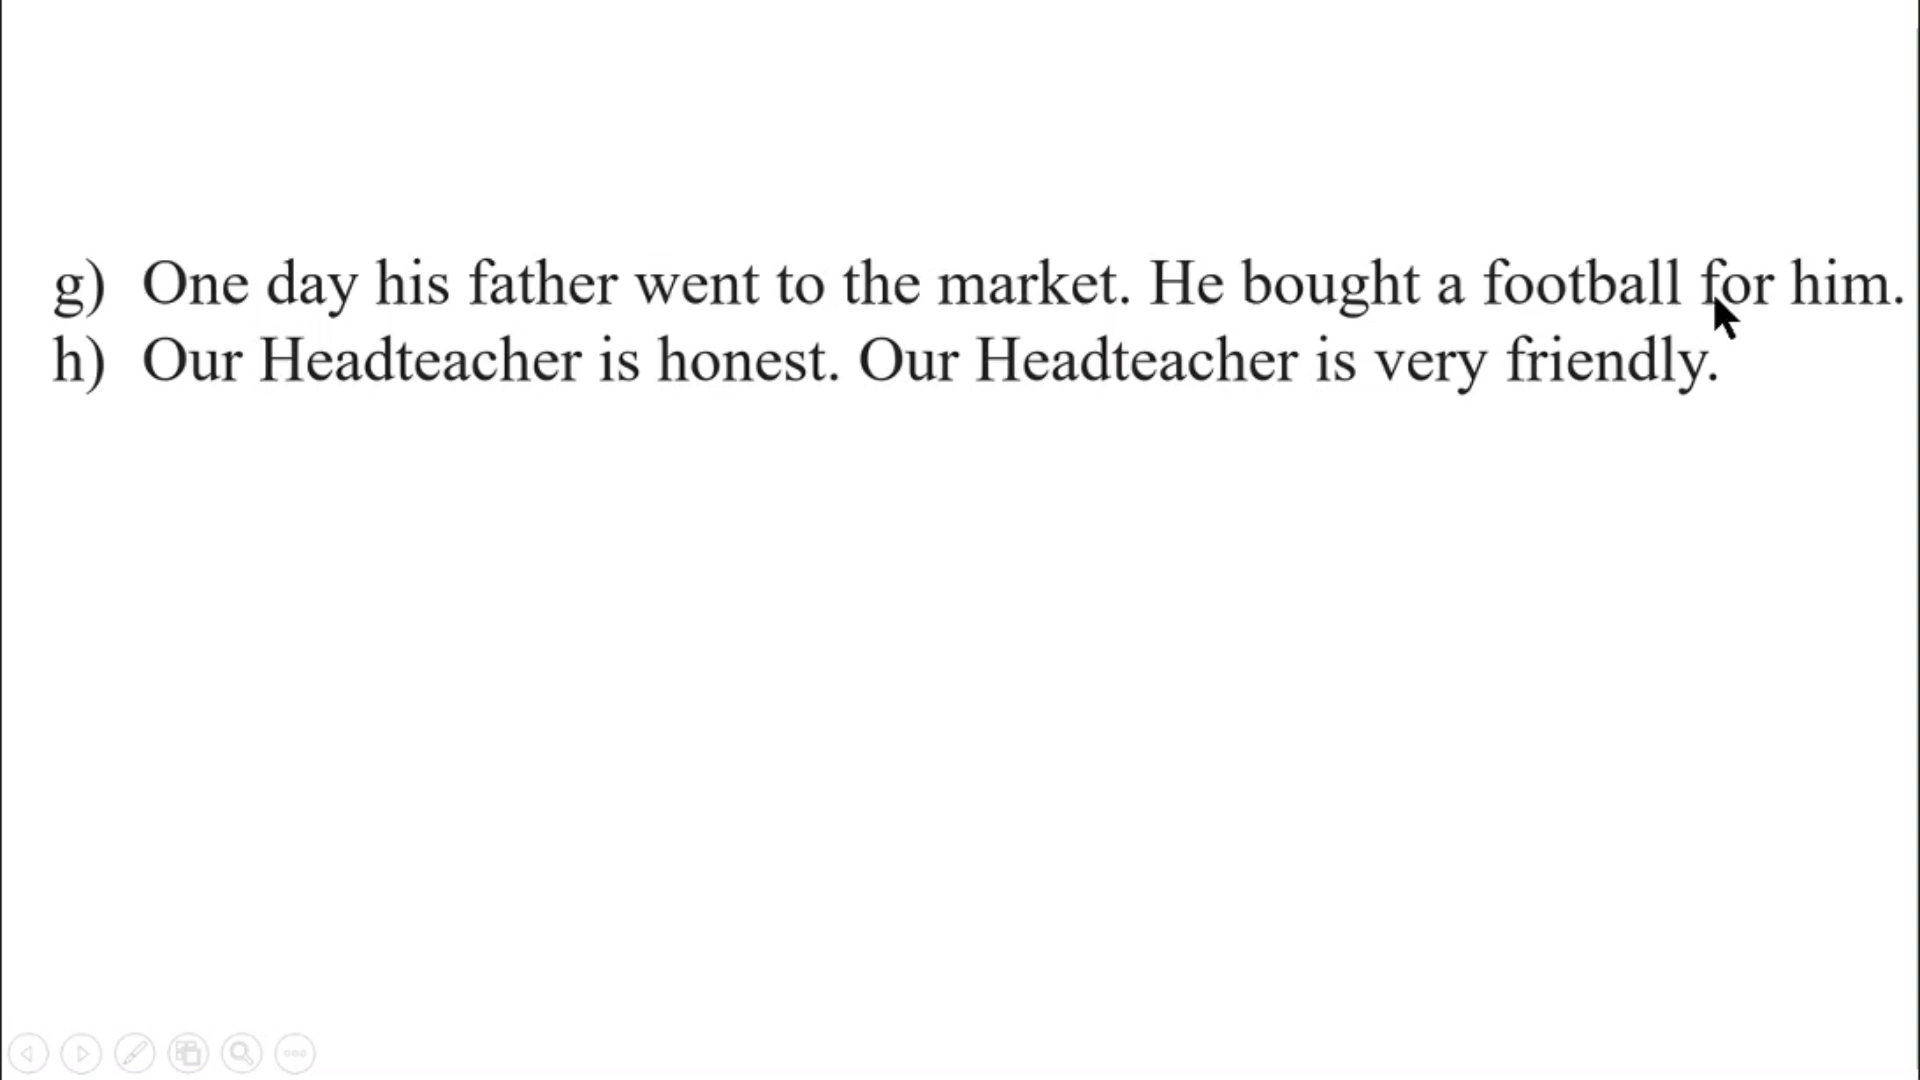 g) One day his father went to the market. He bought a football for him.
h) Our Headteacher is honest. Our Headteacher is very friendly.